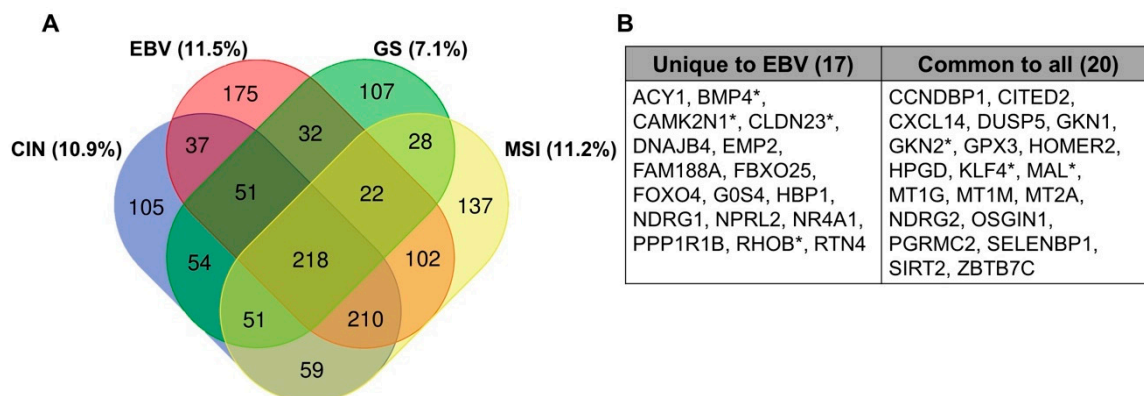 A
EBV (11.5%)
GS (7.1%)
175
107
37
32
28
CIN (10.9%)
MSI (11.2%)
51
22
105
137
54
218
102
51
210
59
B
Unique to EBV (17)
ACY1, BMP4*,
CAMK2N1*, CLDN23*,
DNAJB4, EMP2,
FAM188A, FBXO25,
FOXO4, G0S4, HBP1,
NDRG1, NPRL2, NR4A1,
PPP1R1B, RHOB*, RTN4
Common to all (20)
CCNDBP1, CITED2,
CXCL14, DUSP5, GKN1,
GKN2*, GPX3, HOMER2,
HPGD, KLF4*, MAL*,
MT1G, MT1M, MT2A,
NDRG2, OSGIN1,
PGRMC2, SELENBP1,
SIRT2, ZBTB7C